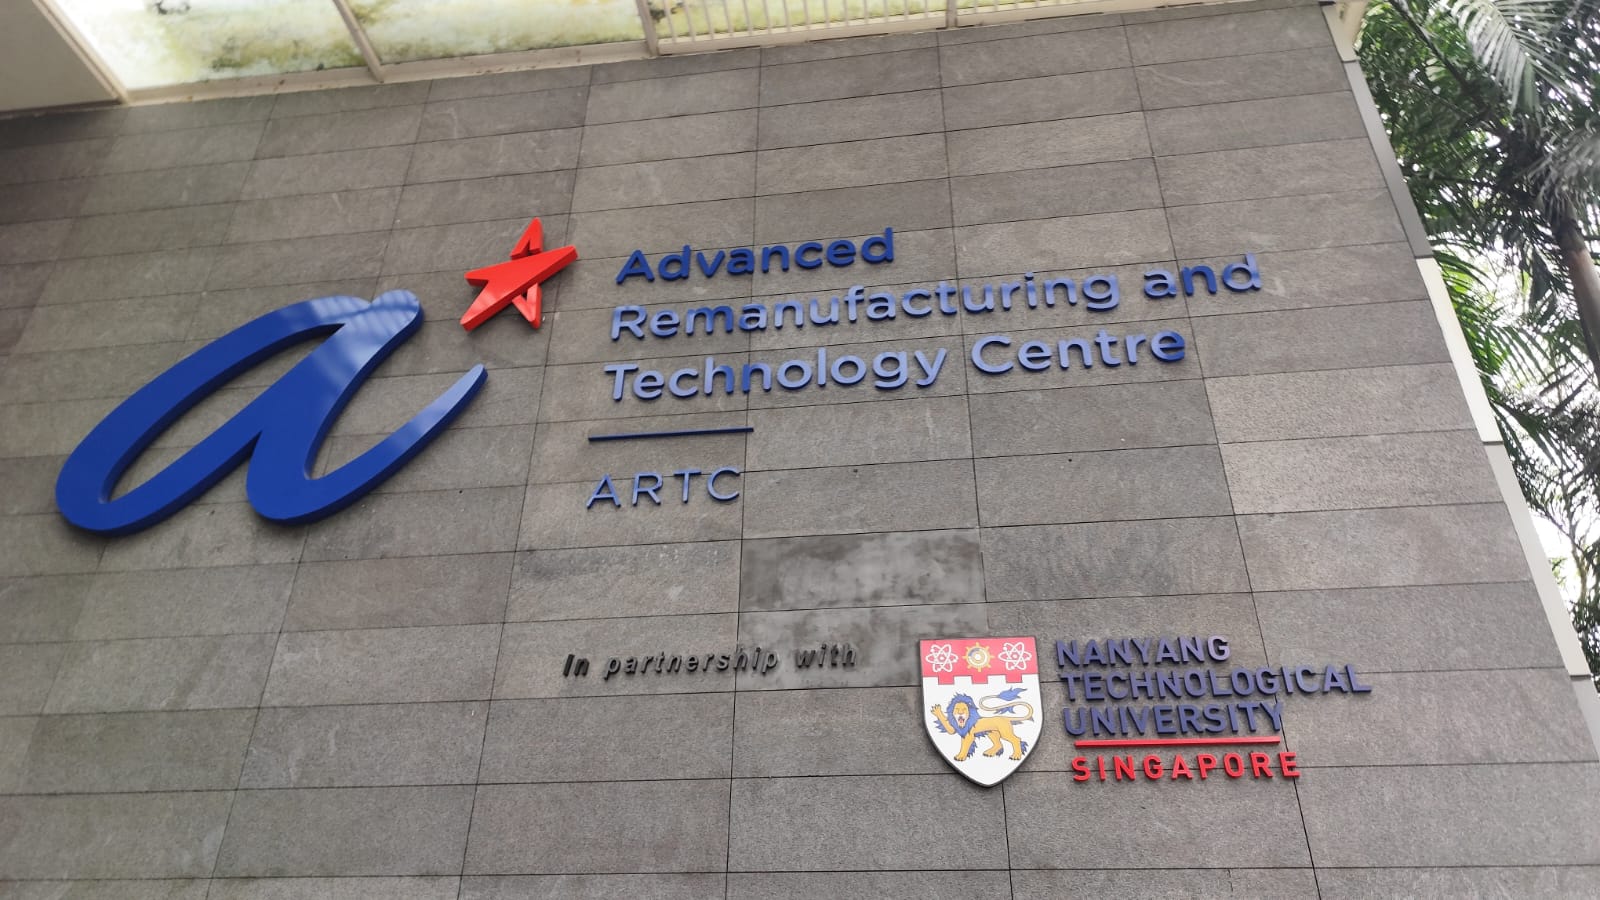 a
Advanced
Remanufacturing and
Technology Centre
ARTC
In partnership with
NANYANG
TECHNOLOGICAL
UNIVERSITY
SINGAPORE